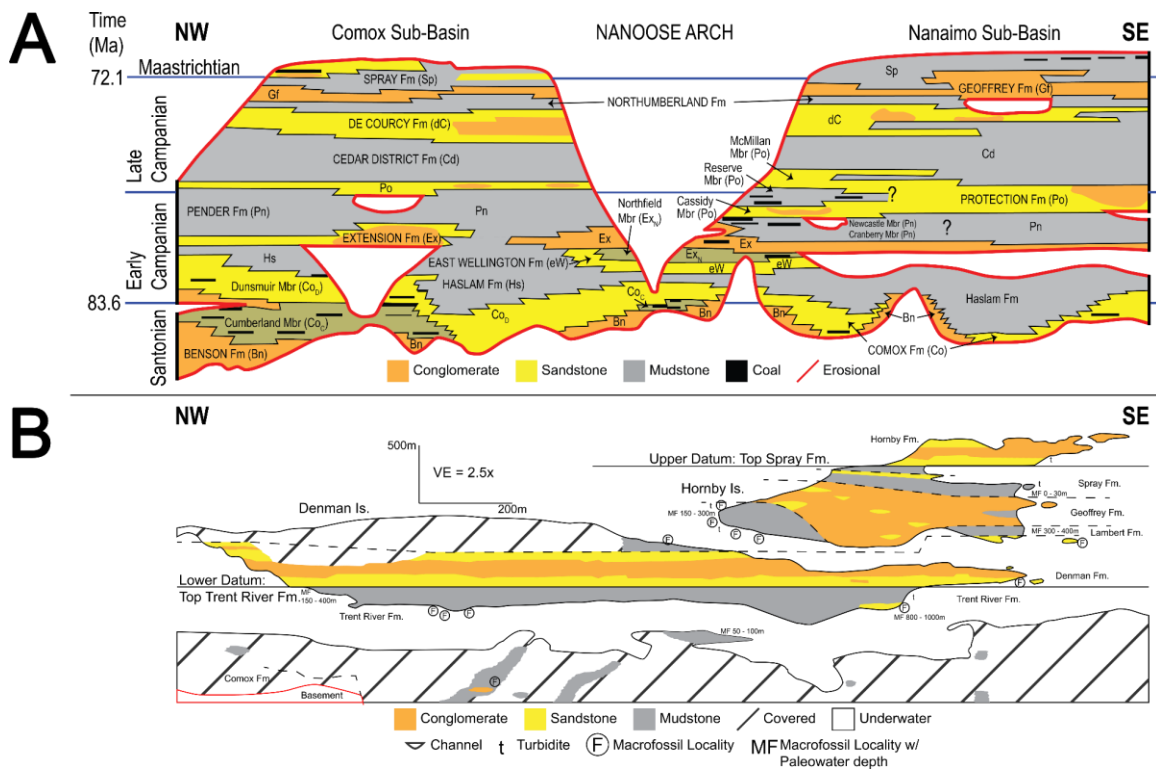 A
Time
(Ma)
NW
Comox Sub-Basin
NANOOSE ARCH
Nanaimo Sub-Basin
SE
72.1
Maastrichtian
SPRAY Fm (Sp)
Sp
Gf
NORTHUMBERLAND Fm
GEOFFREY Fm (Gf)
Late
Campanian
DE COURCY Fm (dC)
dC
CEDAR DISTRICT Fm (Cd)
McMillan
Mbr (Po)
Cd
Reserve
Mbr (Po)
Po
Cassidy
Mbr (Po)
?
PROTECTION Fm (Po)
Early
Campanian
PENDER Fm (Pn)
Pn
Northfield
Mbr (ExN)
Newcastle Mbr (Pn)
Cranberry Mbr (Pn)
?
Pn
EXTENSION Fm (Ex)
Ex
Ex
Hs
EAST WELLINGTON Fm (eW)
ExN
eW
eW
Dunsmuir Mbr (CoD)
HASLAM Fm (Hs)
Haslam Fm
83.6
CoC
CoD
Santonian
Cumberland Mbr (CoC)
Bn
Bn
Bn
Bn
Bn
BENSON Fm (Bn)
COMOX Fm (Co)
Conglomerate
Sandstone
Mudstone
Coal
Erosional
B
NW
SE
500m
VE = 2.5x
200m
Hornby Fm.
t
Upper Datum: Top Spray Fm.
Denman Is.
Hornby Is.
t
Spray Fm.
MF 0 - 30m
t
F
MF 150 - 300m
F
t
F
F
Geoffrey Fm.
MF 300 - 400m
Lambert Fm.
F
Lower Datum:
Top Trent River Fm.
Denman Fm.
F
MF
150 - 400m
Trent River Fm.
F
F
F
t
F
MF 800 - 1000m
Trent River Fm.
MF 50 - 100m
Comox Fm.
F
Basement
Conglomerate
Sandstone
Mudstone
Covered
Underwater
Channel
t Turbidite
F Macrofossil Locality
MF Macrofossil Locality w/
Paleowater depth